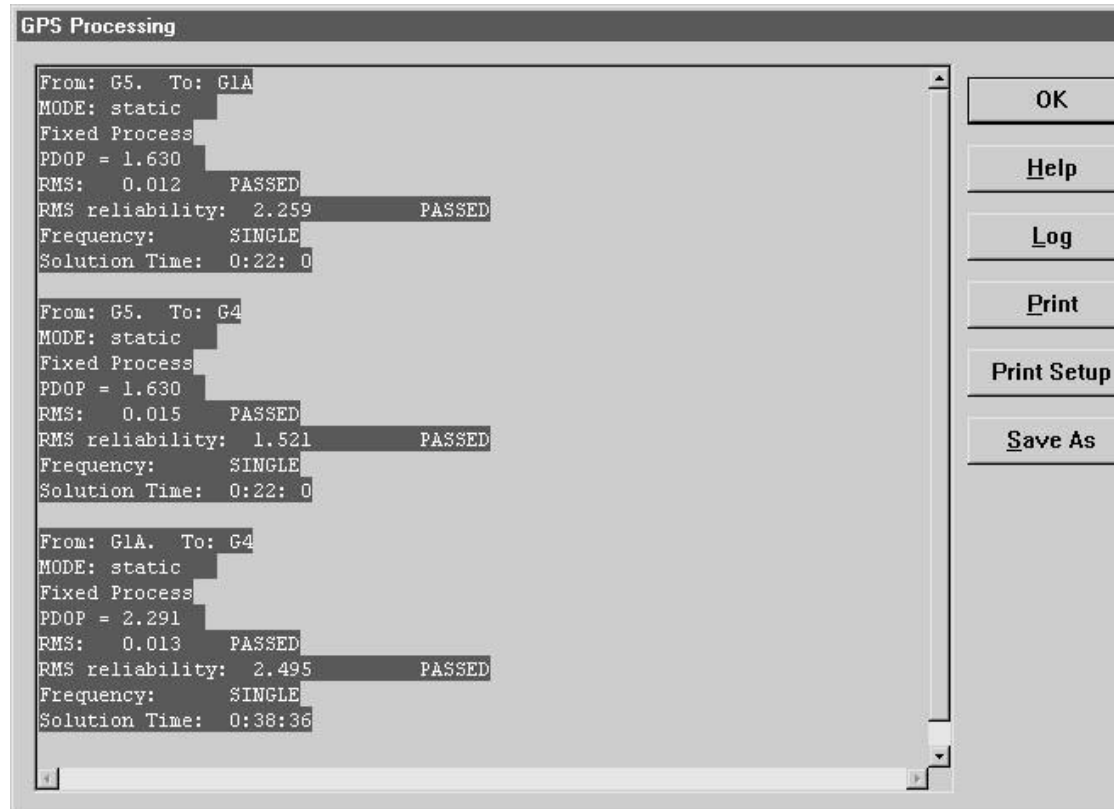 GPS Processing
From: G5.  To: G1A
MODE: static
Fixed Process
PDOP = 1.630
RMS:   0.012    PASSED
RMS reliability:  2.259         PASSED
Frequency:      SINGLE
Solution Time:  0:22: 0
From: G5.  To: G4
MODE: static
Fixed Process
PDOP = 1.630
RMS:   0.015    PASSED
RMS reliability:  1.521         PASSED
Frequency:      SINGLE
Solution Time:  0:22: 0
From: G1A.  To: G4
MODE: static
Fixed Process
PDOP = 2.291
RMS:   0.013    PASSED
RMS reliability:  2.495         PASSED
Frequency:      SINGLE
Solution Time:  0:38:36
OK
Help
Log
Print
Print Setup
Save As